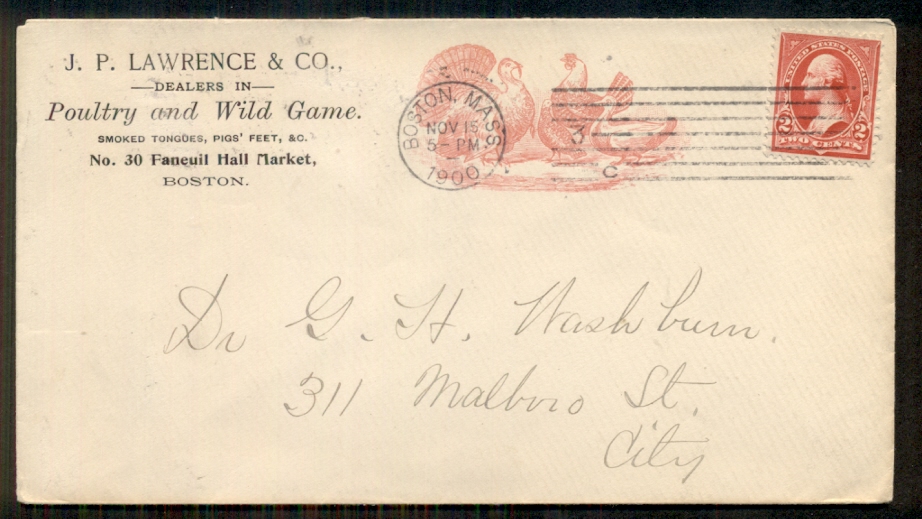 J. P. LAWRENCE & CO.,
DEALERS IN
Poultry and Wild Game.
SMOKED TONGUES, PIGS' FEET, &C.
No. 30 Faneuil Hall Market,
BOSTON.
BOSTON, MASS
NOV 15
5- PM
1900
3
C
UNITED STATES POSTAGE
2 2
TWO CENTS
Dr G. H. Washburn.
311 Malboro St.
City